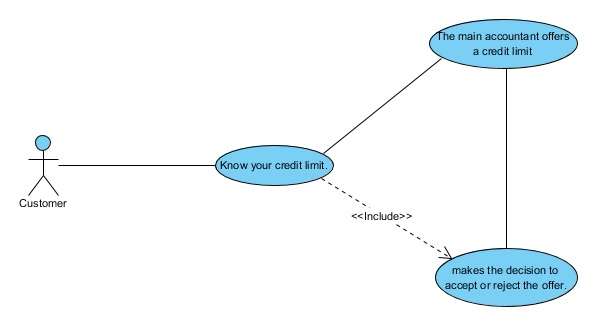 The main accountant offers
a credit limit
Know your credit limit.
<<Include>>
Customer
makes the decision to
accept or reject the offer.